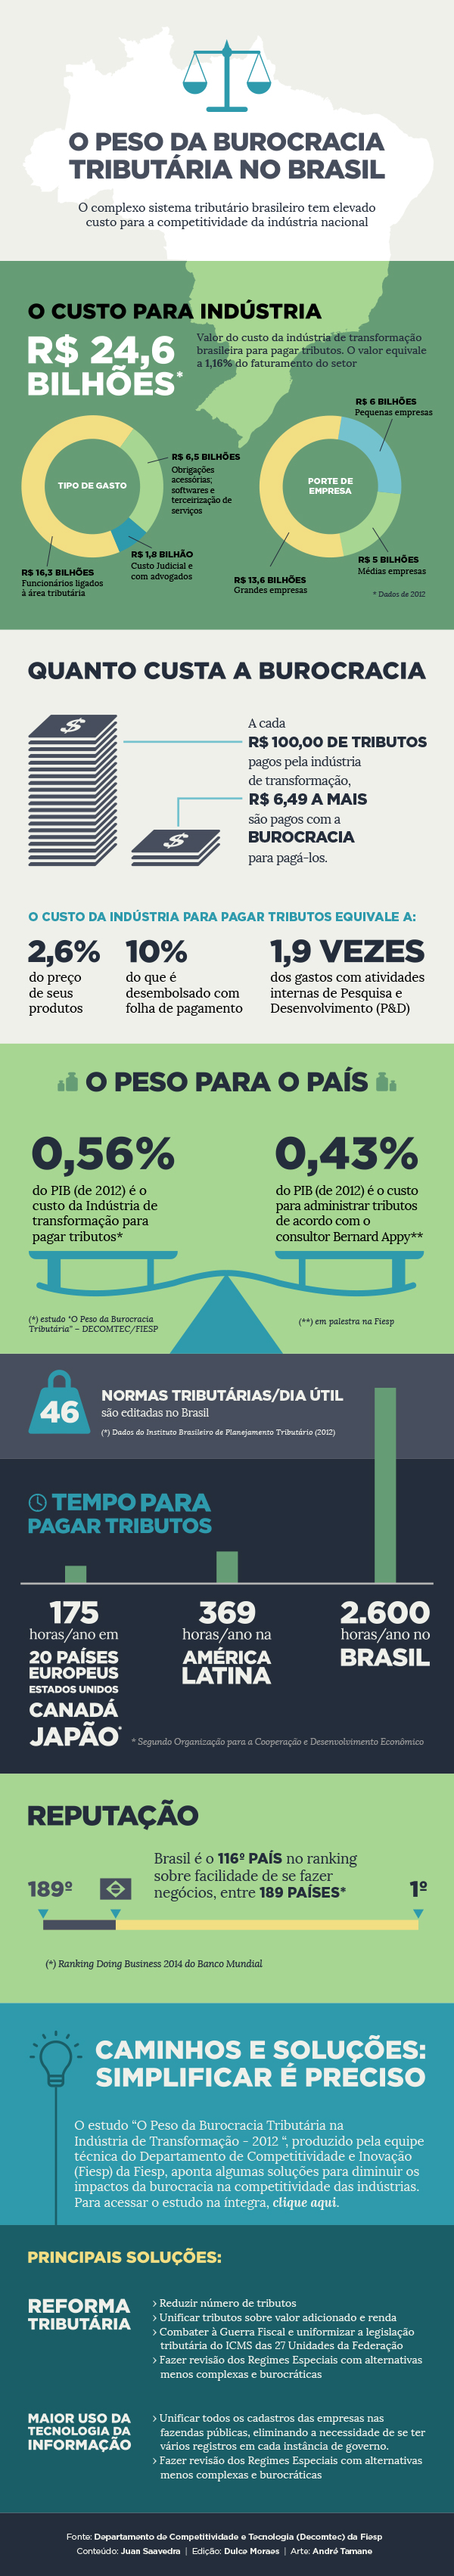 O PESO DA BUROCRACIA
TRIBUTÁRIA NO BRASIL
O complexo sistema tributário brasileiro tem elevado
custo para a competitividade da indústria nacional
O CUSTO PARA INDÚSTRIA
R$ 24,6
BILHÕES*
Valor do custo da indústria de transformação
brasileira para pagar tributos. O valor equivale
a 1,16% do faturamento do setor
TIPO DE GASTO
R$ 6,5 BILHÕES
Obrigações
acessórias;
softwares e
terceirização de
serviços
R$ 1,8 BILHÃO
Custo Judicial e
com advogados
R$ 16,3 BILHÕES
Funcionários ligados
à área tributária
PORTE DE
EMPRESA
R$ 6 BILHÕES
Pequenas empresas
R$ 5 BILHÕES
Médias empresas
R$ 13,6 BILHÕES
Grandes empresas
* Dados de 2012
QUANTO CUSTA A BUROCRACIA
$
$
A cada
R$ 100,00 DE TRIBUTOS
pagos pela indústria
de transformação,
R$ 6,49 A MAIS
são pagos com a
BUROCRACIA
para pagá-los.
O CUSTO DA INDÚSTRIA PARA PAGAR TRIBUTOS EQUIVALE A:
2,6%
do preço
de seus
produtos
10%
do que é
desembolsado com
folha de pagamento
1,9 VEZES
dos gastos com atividades
internas de Pesquisa e
Desenvolvimento (P&D)
O PESO PARA O PAÍS
0,56%
do PIB (de 2012) é o
custo da Indústria de
transformação para
pagar tributos*
0,43%
do PIB (de 2012) é o custo
para administrar tributos
de acordo com o
consultor Bernard Appy**
(*) estudo "O Peso da Burocracia
Tributária" – DECOMTEC/FIESP
(**) em palestra na Fiesp
46
NORMAS TRIBUTÁRIAS/DIA ÚTIL
são editadas no Brasil
(*) Dados do Instituto Brasileiro de Planejamento Tributário (2012)
TEMPO PARA
PAGAR TRIBUTOS
175
horas/ano em
20 PAÍSES
EUROPEUS
ESTADOS UNIDOS
CANADÁ
JAPÃO*
369
horas/ano na
AMÉRICA
LATINA
2.600
horas/ano no
BRASIL
* Segundo Organização para a Cooperação e Desenvolvimento Econômico
REPUTAÇÃO
189º
Brasil é o 116º PAÍS no ranking
sobre facilidade de se fazer
negócios, entre 189 PAÍSES*
1º
(*) Ranking Doing Business 2014 do Banco Mundial
CAMINHOS E SOLUÇÕES:
SIMPLIFICAR É PRECISO
O estudo "O Peso da Burocracia Tributária na
Indústria de Transformação - 2012 ", produzido pela equipe
técnica do Departamento de Competitividade e Inovação
(Fiesp) da Fiesp, aponta algumas soluções para diminuir os
impactos da burocracia na competitividade das indústrias.
Para acessar o estudo na íntegra, clique aqui.
PRINCIPAIS SOLUÇÕES:
REFORMA
TRIBUTÁRIA
> Reduzir número de tributos
> Unificar tributos sobre valor adicionado e renda
> Combater à Guerra Fiscal e uniformizar a legislação
tributária do ICMS das 27 Unidades da Federação
> Fazer revisão dos Regimes Especiais com alternativas
menos complexas e burocráticas
MAIOR USO DA
TECNOLOGIA DA
INFORMAÇÃO
> Unificar todos os cadastros das empresas nas
fazendas públicas, eliminando a necessidade de se ter
vários registros em cada instância de governo.
> Fazer revisão dos Regimes Especiais com alternativas
menos complexas e burocráticas
Fonte: Departamento de Competitividade e Tecnologia (Decomtec) da Fiesp
Conteúdo: Juan Saavedra | Edição: Dulce Moraes | Arte: André Tamane